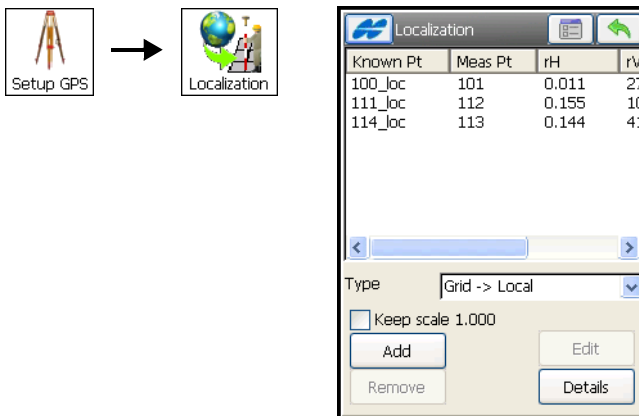 Setup GPS
Localization
Localization
Known Pt Meas Pt rH
100_loc 101 0.011
111_loc 112 0.155
114_loc 113 0.144
Type Grid -> Local
Keep scale 1.000
Add Edit
Remove Details